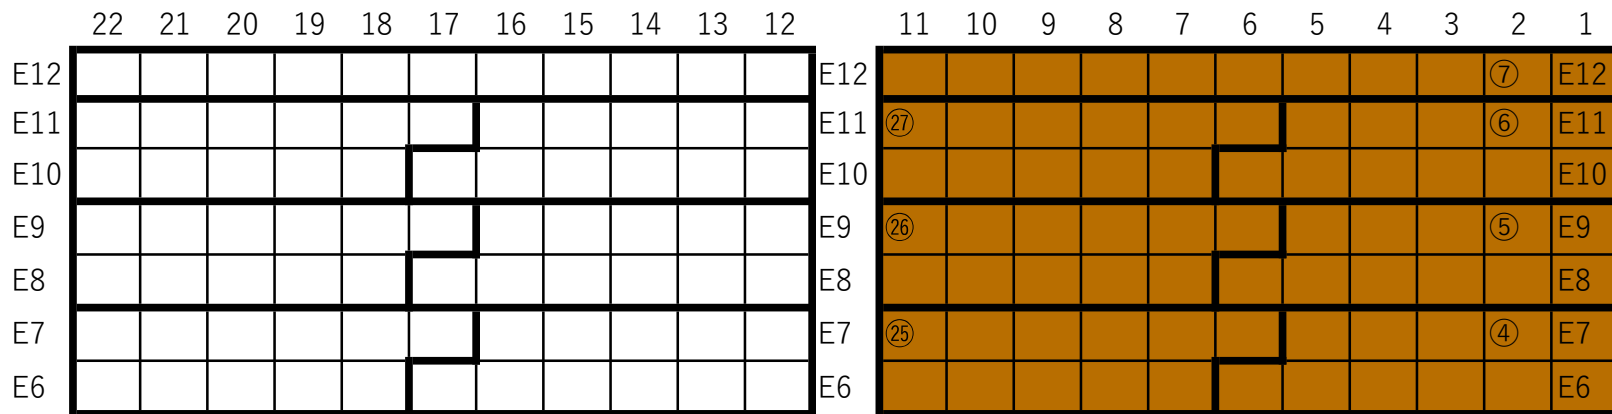 22 21 20 19 18 17 16 15 14 13 12 11 10 9 8 7 6 5 4 3 2 1
E12 E12 ⑦ E12
E11 E11 ㉗ ⑥ E11
E10 E10 E10
E9 E9 ㉖ ⑤ E9
E8 E8 E8
E7 E7 ㉕ ④ E7
E6 E6 E6